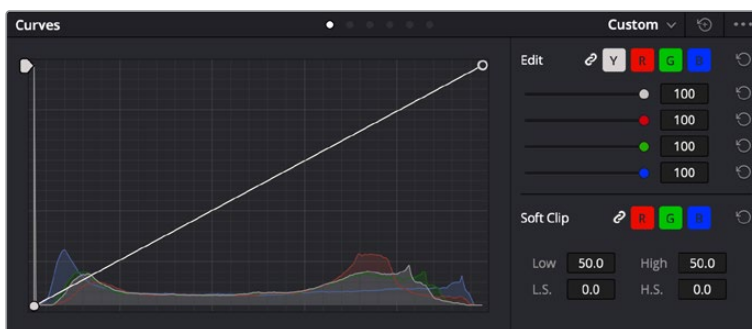 Curves Custom
Edit Y R G B
100
100
100
100
Soft Clip R G B
Low 50.0 High 50.0
L.S. 0.0 H.S. 0.0